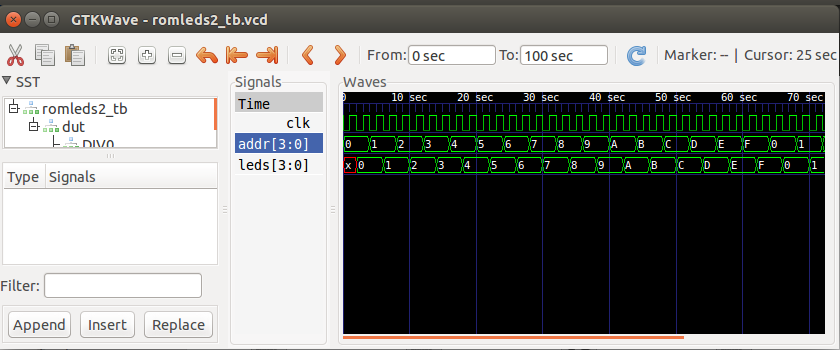 GTKWave - romleds2_tb.vcd
From: 0 sec To: 100 sec Marker: -- | Cursor: 25 sec
SST
romleds2_tb
dut
DIV0
Type Signals
Filter:
Append Insert Replace
Signals
Time
clk
addr[3:0]
leds[3:0]
Waves
0 10 sec 20 sec 30 sec 40 sec 50 sec 60 sec 70 sec
0 1 2 3 4 5 6 7 8 9 A B C D E F 0 1
x 0 1 2 3 4 5 6 7 8 9 A B C D E F 0 1